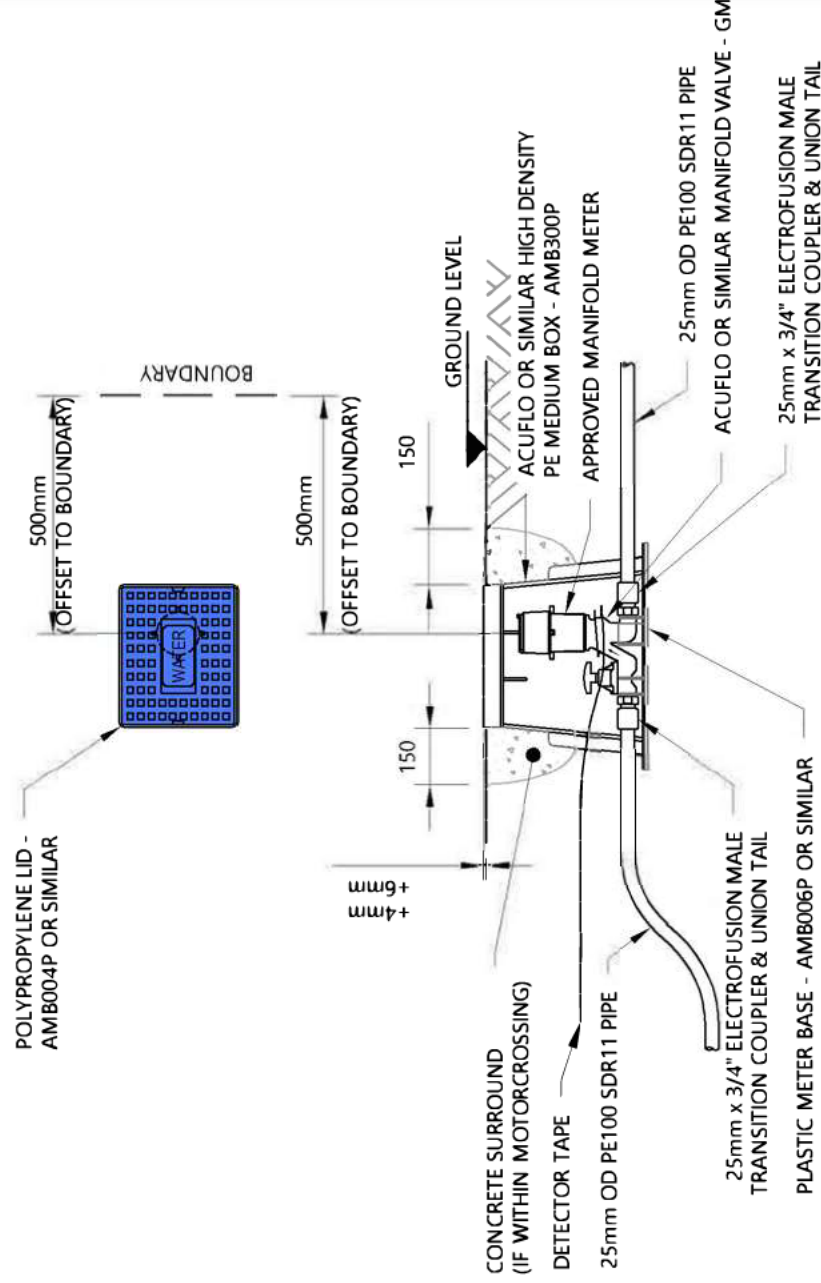 POLYPROPYLENE LID -
AMB004P OR SIMILAR
WATER
500mm
(OFFSET TO BOUNDARY)
BOUNDARY
500mm
(OFFSET TO BOUNDARY)
+4mm
+6mm
150
150
GROUND LEVEL
ACUFLO OR SIMILAR HIGH DENSITY
PE MEDIUM BOX - AMB300P
APPROVED MANIFOLD METER
25mm OD PE100 SDR11 PIPE
ACUFLO OR SIMILAR MANIFOLD VALVE - GM
25mm x 3/4" ELECTROFUSION MALE
TRANSITION COUPLER & UNION TAIL
CONCRETE SURROUND
(IF WITHIN MOTORCROSSING)
DETECTOR TAPE
25mm OD PE100 SDR11 PIPE
25mm x 3/4" ELECTROFUSION MALE
TRANSITION COUPLER & UNION TAIL
PLASTIC METER BASE - AMB006P OR SIMILAR